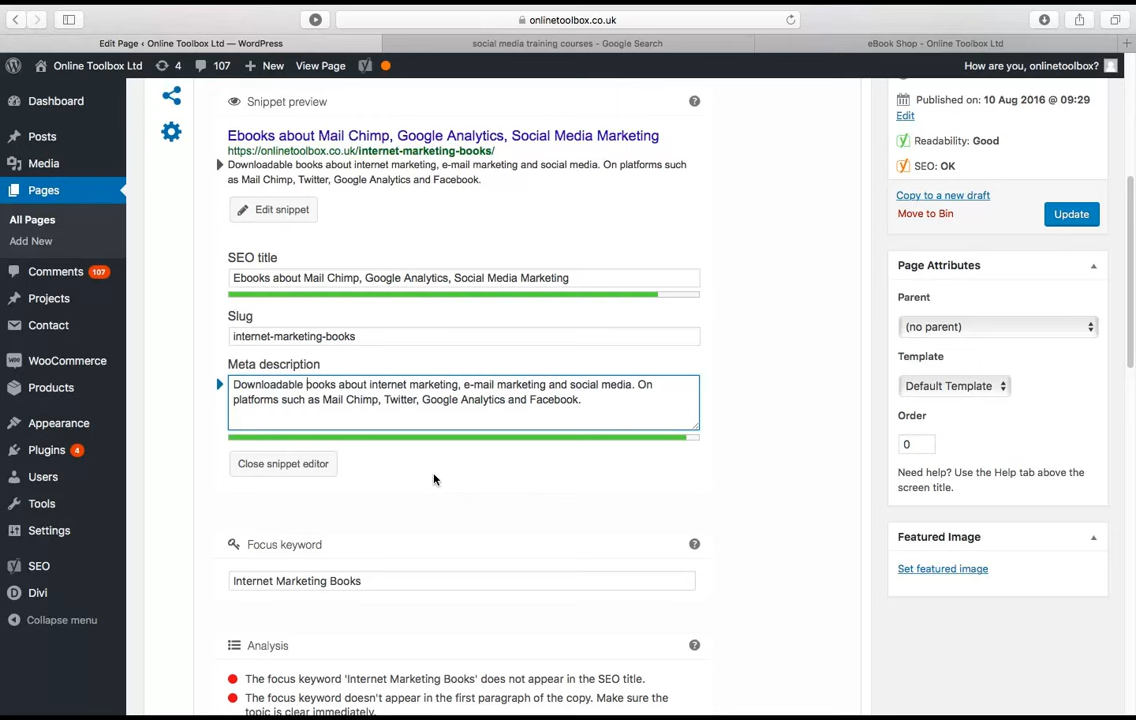 onlinetoolbox.co.uk
Edit Page ‹ Online Toolbox Ltd — WordPress
social media training courses - Google Search
eBook Shop - Online Toolbox Ltd
Online Toolbox Ltd
4
107
New
View Page
How are you, onlinetoolbox?
Dashboard
Posts
Media
Pages
All Pages
Add New
Comments 107
Projects
Contact
WooCommerce
Products
Appearance
Plugins 4
Users
Tools
Settings
SEO
Divi
Collapse menu
Snippet preview
Ebooks about Mail Chimp, Google Analytics, Social Media Marketing
https://onlinetoolbox.co.uk/internet-marketing-books/
Downloadable books about internet marketing, e-mail marketing and social media. On platforms such
as Mail Chimp, Twitter, Google Analytics and Facebook.
Edit snippet
SEO title
Ebooks about Mail Chimp, Google Analytics, Social Media Marketing
Slug
internet-marketing-books
Meta description
Downloadable books about internet marketing, e-mail marketing and social media. On
platforms such as Mail Chimp, Twitter, Google Analytics and Facebook.
Close snippet editor
Focus keyword
Internet Marketing Books
Analysis
The focus keyword 'Internet Marketing Books' does not appear in the SEO title.
The focus keyword doesn't appear in the first paragraph of the copy. Make sure the
topic is clear immediately.
Published on: 10 Aug 2016 @ 09:29
Edit
Readability: Good
SEO: OK
Copy to a new draft
Move to Bin
Update
Page Attributes
Parent
(no parent)
Template
Default Template
Order
0
Need help? Use the Help tab above the
screen title.
Featured Image
Set featured image